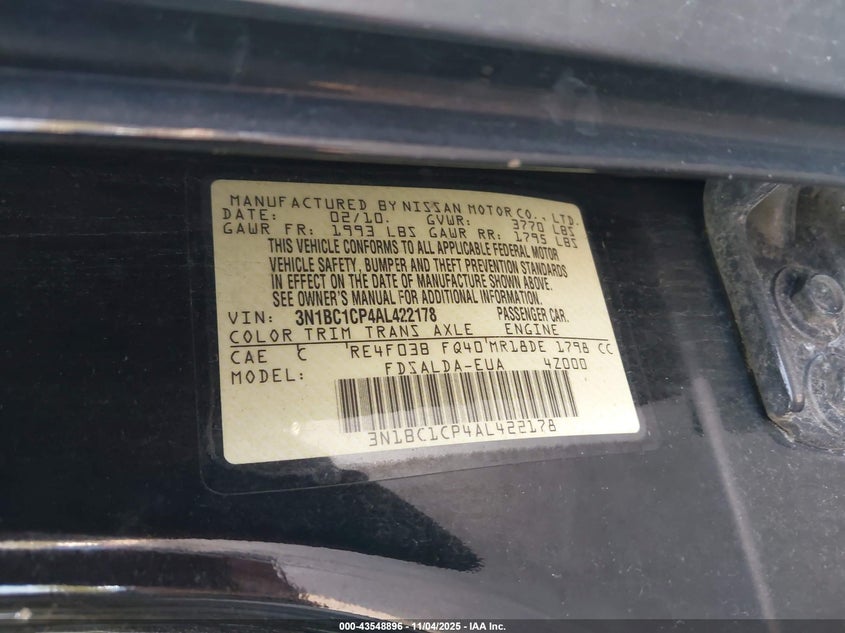 MANUFACTURED BY NISSAN MOTOR CO., LTD.
DATE: 02/10. GVWR: 3770 LBS
GAWR FR: 1993 LBS GAWR RR: 1795 LBS
THIS VEHICLE CONFORMS TO ALL APPLICABLE FEDERAL MOTOR
VEHICLE SAFETY, BUMPER AND THEFT PREVENTION STANDARDS
IN EFFECT ON THE DATE OF MANUFACTURE SHOWN ABOVE.
SEE OWNER'S MANUAL FOR ADDITIONAL INFORMATION.
VIN: 3N1BC1CP4AL422178 PASSENGER CAR.
COLOR TRIM TRANS AXLE ENGINE
CAE C RE4F03B FQ40 MR18DE 1798 CC
MODEL: FDSALDA-EUA 4Z000
3N1BC1CP4AL422178
000-43548896 - 11/04/2025 - IAA Inc.